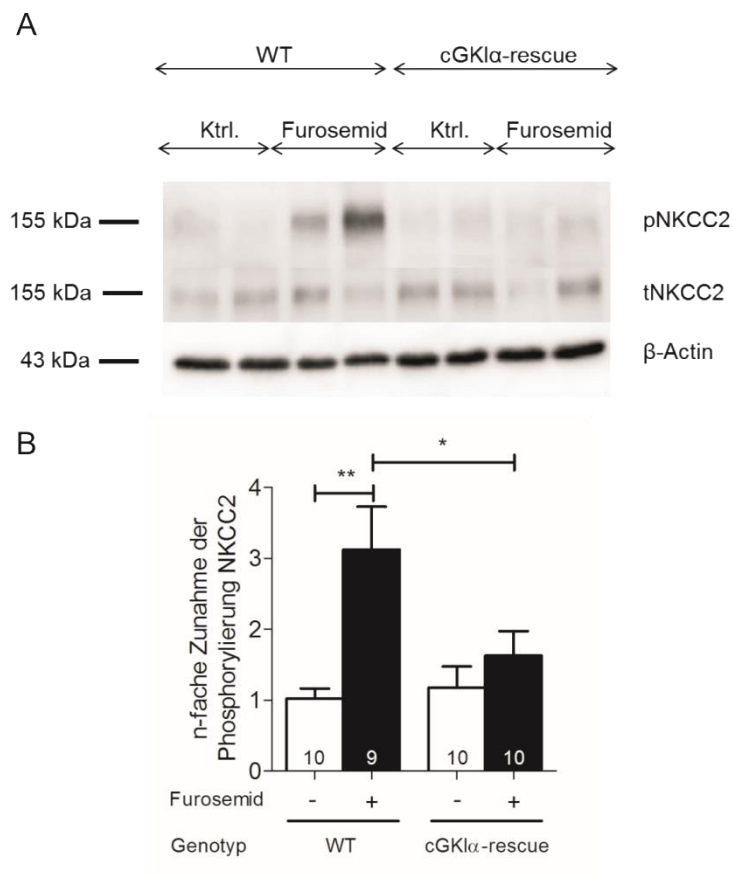 A
WT cGKIα-rescue
Ktrl. Furosemid Ktrl. Furosemid
155 kDa pNKCC2
155 kDa tNKCC2
43 kDa β-Actin
B
n-fache Zunahme der
Phosphorylierung NKCC2
*
**
4
3
2
1
0
10 9 10 10
Furosemid - + - +
Genotyp WT cGKIα-rescue